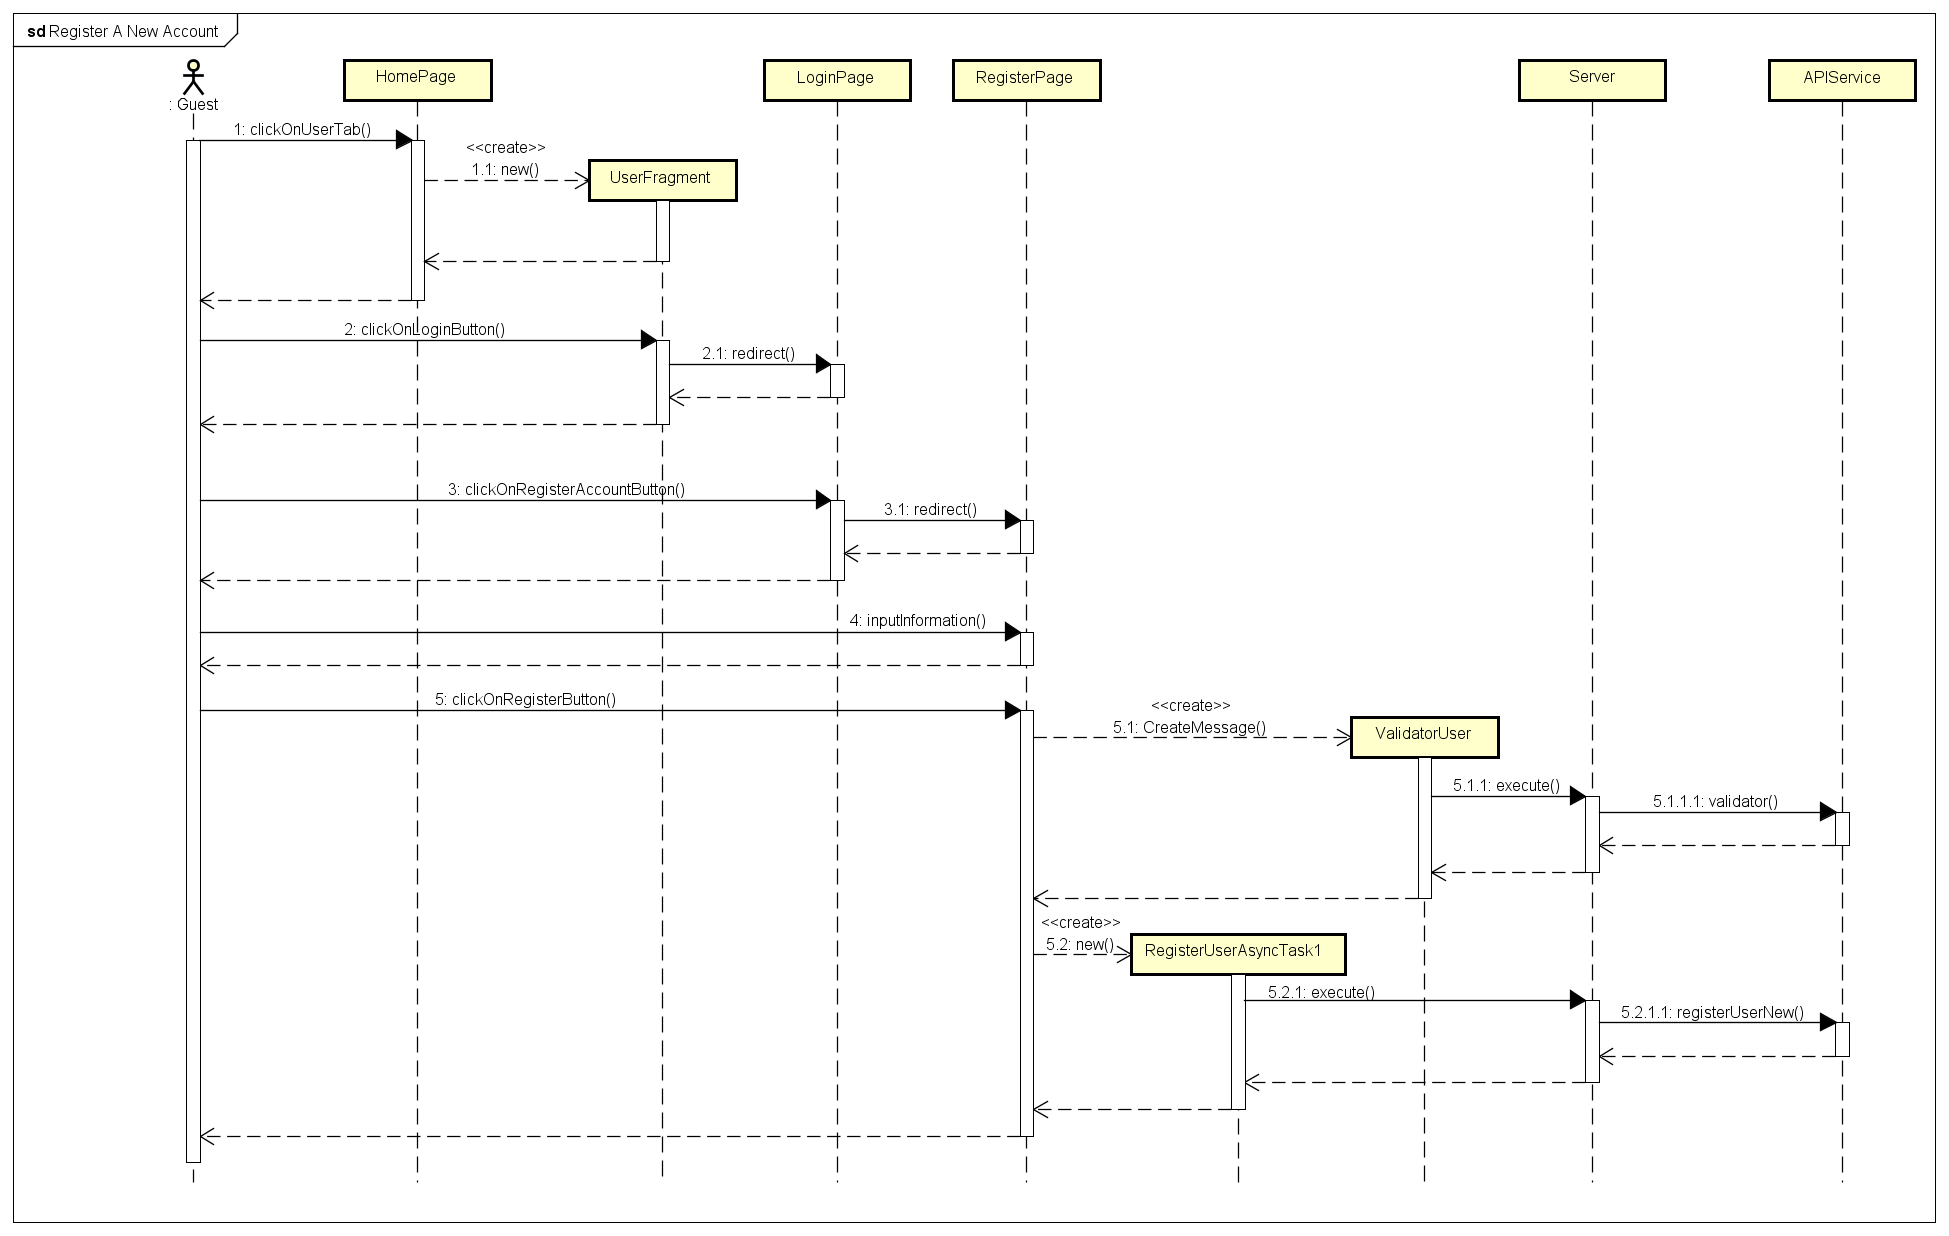 sd Register A New Account
: Guest
HomePage
LoginPage
RegisterPage
Server
APIService
1: clickOnUserTab()
<<create>>
1.1: new()
UserFragment
2: clickOnLoginButton()
2.1: redirect()
3: clickOnRegisterAccountButton()
3.1: redirect()
4: inputInformation()
5: clickOnRegisterButton()
<<create>>
5.1: CreateMessage()
ValidatorUser
5.1.1: execute()
5.1.1.1: validator()
<<create>>
5.2: new()
RegisterUserAsyncTask1
5.2.1: execute()
5.2.1.1: registerUserNew()